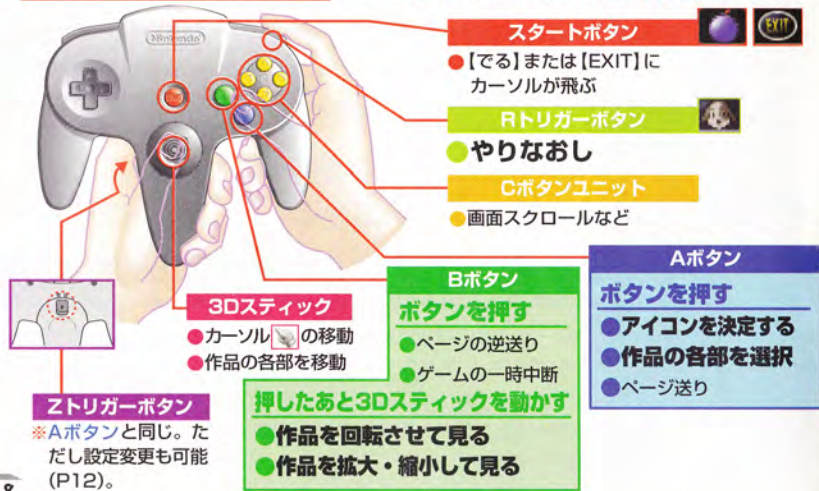 Nintendo
スタートボタン
EXIT
●【でる】または【EXIT】に
カーソルが飛ぶ
Rトリガーボタン
●やりなおし
Cボタンユニット
●画面スクロールなど
Aボタン
ボタンを押す
●アイコンを決定する
●作品の各部を選択
●ページ送り
Bボタン
ボタンを押す
●ページの逆送り
●ゲームの一時中断
押したあと3Dスティックを動かす
●作品を回転させて見る
●作品を拡大・縮小して見る
3Dスティック
●カーソル の移動
●作品の各部を移動
Zトリガーボタン
※Aボタンと同じ。た
だし設定変更も可能
(P12)。
8